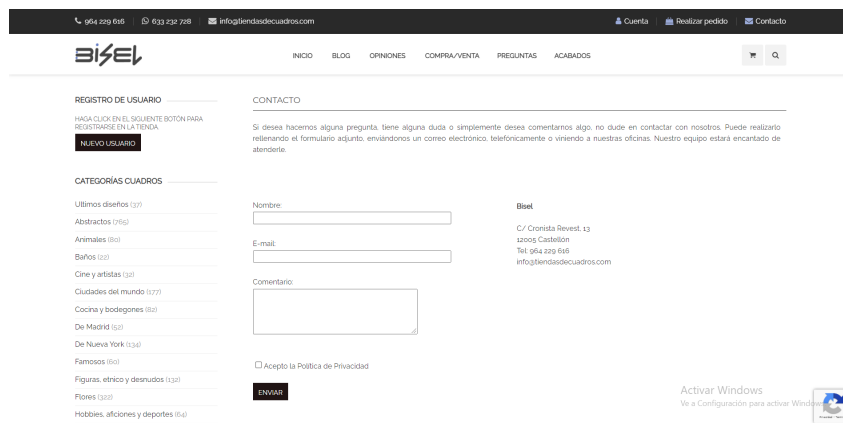 964 229 616 633 232 728 info@tiendasdecuadros.com Cuenta Realizar pedido Contacto
BISEL INICIO BLOG OPINIONES COMPRA/VENTA PREGUNTAS ACABADOS
REGISTRO DE USUARIO
HAGA CLICK EN EL SIGUIENTE BOTÓN PARA
REGISTRARSE EN LA TIENDA
NUEVO USUARIO
CATEGORÍAS CUADROS
Ultimos diseños (37)
Abstractos (765)
Animales (80)
Baños (22)
Cine y artistas (32)
Ciudades del mundo (177)
Cocina y bodegones (82)
De Madrid (52)
De Nueva York (134)
Famosos (60)
Figuras, etnico y desnudos (132)
Flores (322)
Hobbies, aficiones y deportes (64)
CONTACTO
Si desea hacernos alguna pregunta, tiene alguna duda o simplemente desea comentarnos algo, no dude en contactar con nosotros. Puede realizarlo
rellenando el formulario adjunto, enviándonos un correo electrónico, telefónicamente o viniendo a nuestras oficinas. Nuestro equipo estará encantado de
atenderle.
Nombre:
E-mail:
Comentario:
Acepto la Política de Privacidad
ENVIAR
Bisel
C/ Cronista Revest, 13
12005 Castellón
Tel: 964 229 616
info@tiendasdecuadros.com
Activar Windows
Ve a Configuración para activar Windows